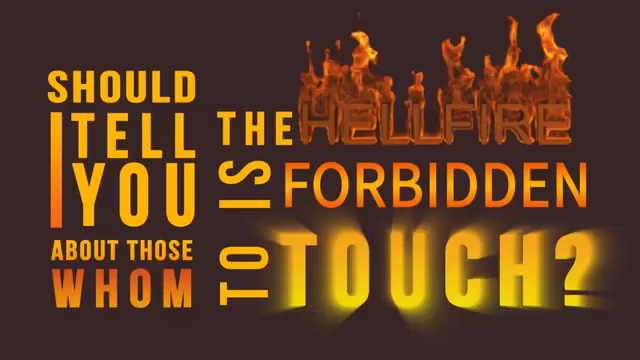 SHOULD
I TELL
YOU
ABOUT THOSE
WHOM
THE HELLFIRE
IS FORBIDDEN
TO TOUCH?